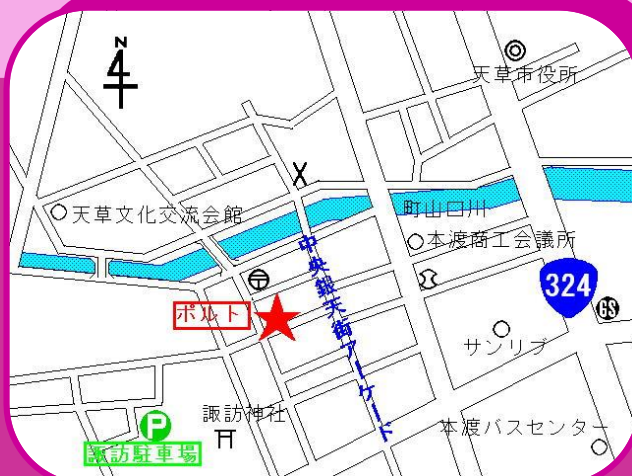 N
天草市役所
天草文化交流会館
町山口川
本渡商工会議所
中央銀天街アーケード
324
GS
ポルト
サンリブ
諏訪神社
本渡バスセンター
P
諏訪駐車場